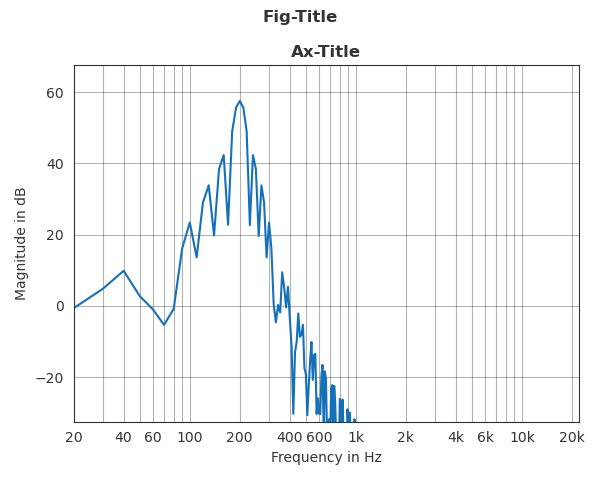 Fig-Title
Ax-Title
Magnitude in dB
60
40
20
0
−20
20 40 60 100 200 400 600 1k 2k 4k 6k 10k 20k
Frequency in Hz